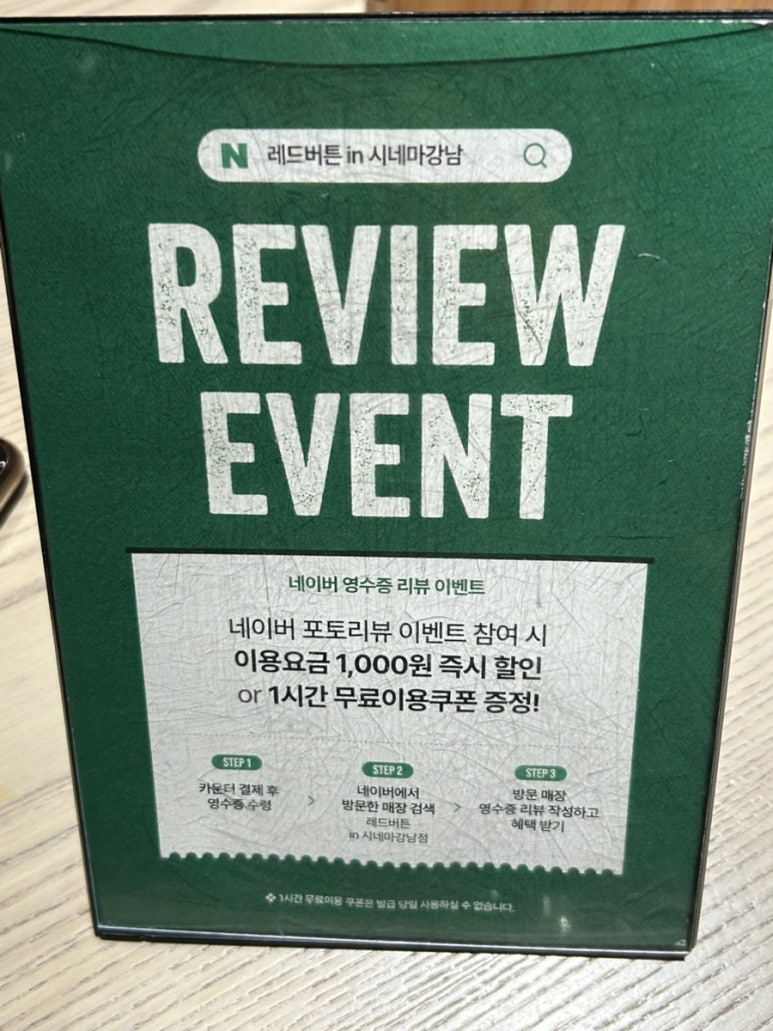 N 레드버튼 in 시네마강남
REVIEW
EVENT
네이버 영수증 리뷰 이벤트
네이버 포토리뷰 이벤트 참여 시
이용요금 1,000원 즉시 할인
or 1시간 무료이용쿠폰 증정!
STEP 1
카운터 결제 후
영수증 수령
>
STEP 2
네이버에서
방문한 매장 검색
레드버튼
in 시네마강남점
>
STEP 3
방문 매장
영수증 리뷰 작성하고
혜택 받기
❖ 1시간 무료이용 쿠폰은 발급 당일 사용하실 수 없습니다.